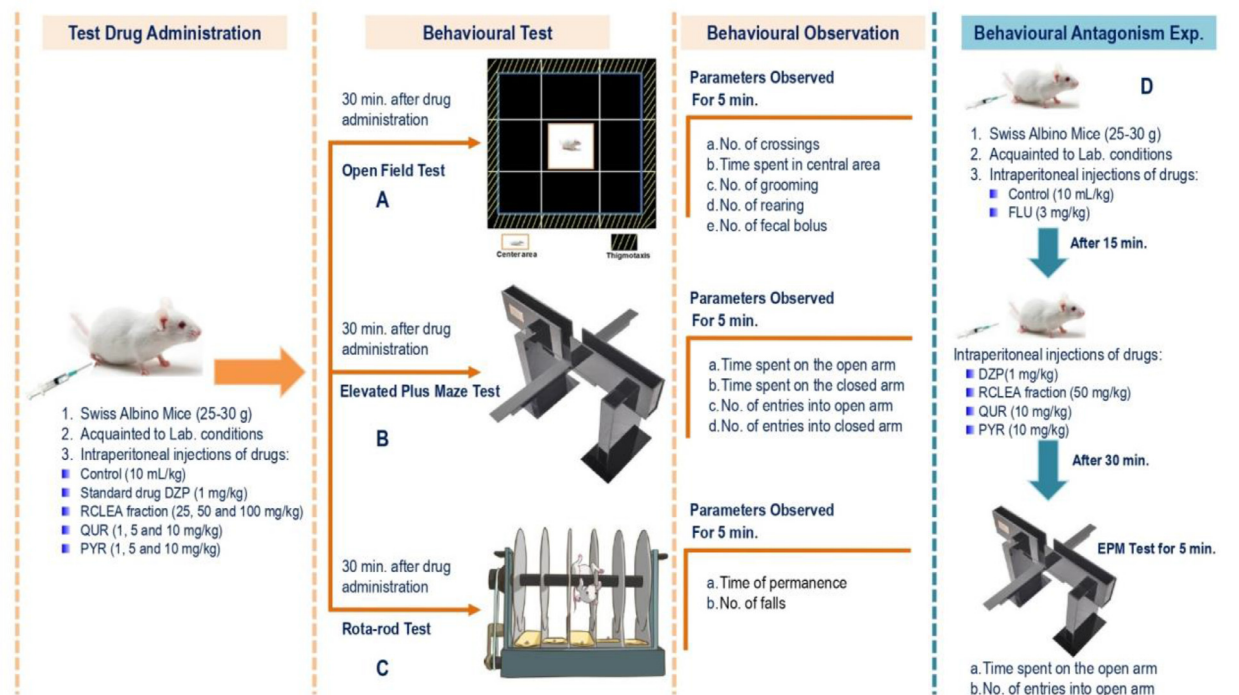 Test Drug Administration
1. Swiss Albino Mice (25-30 g)
2. Acquainted to Lab. conditions
3. Intraperitoneal injections of drugs:
Control (10 mL/kg)
Standard drug DZP (1 mg/kg)
RCLEA fraction (25, 50 and 100 mg/kg)
QUR (1, 5 and 10 mg/kg)
PYR (1, 5 and 10 mg/kg)
Behavioural Test
30 min. after drug
administration
Open Field Test
A
Center area
Thigmotaxis
30 min. after drug
administration
Elevated Plus Maze Test
B
30 min. after drug
administration
Rota-rod Test
C
Behavioural Observation
Parameters Observed
For 5 min.
a. No. of crossings
b. Time spent in central area
c. No. of grooming
d. No. of rearing
e. No. of fecal bolus
Parameters Observed
For 5 min.
a. Time spent on the open arm
b. Time spent on the closed arm
c. No. of entries into open arm
d. No. of entries into closed arm
Parameters Observed
For 5 min.
a. Time of permanence
b. No. of falls
Behavioural Antagonism Exp.
D
1. Swiss Albino Mice (25-30 g)
2. Acquainted to Lab. conditions
3. Intraperitoneal injections of drugs:
Control (10 mL/kg)
FLU (3 mg/kg)
After 15 min.
Intraperitoneal injections of drugs:
DZP(1 mg/kg)
RCLEA fraction (50 mg/kg)
QUR (10 mg/kg)
PYR (10 mg/kg)
After 30 min.
EPM Test for 5 min.
a. Time spent on the open arm
b. No. of entries into open arm